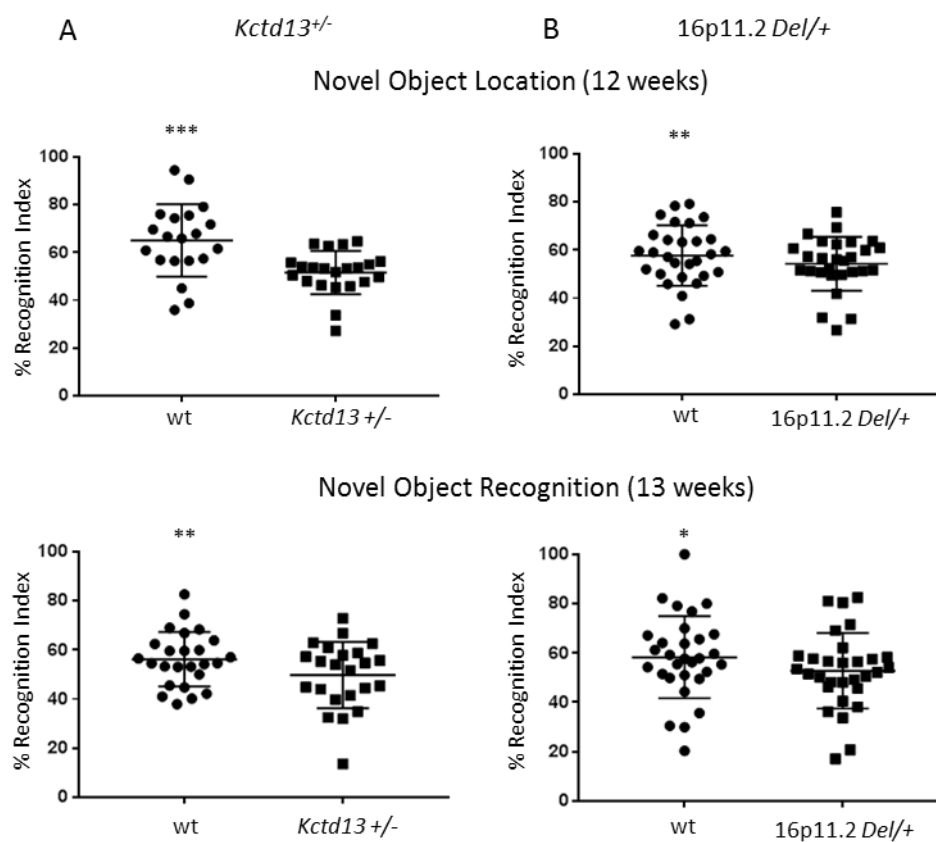 A Kctd13+/- B 16p11.2 Del/+
Novel Object Location (12 weeks)
*** **
100 100
80 80
60 60
40 40
20 20
0 0
% Recognition Index % Recognition Index
wt Kctd13 +/- wt 16p11.2 Del/+
Novel Object Recognition (13 weeks)
** *
100 100
80 80
60 60
40 40
20 20
0 0
% Recognition Index % Recognition Index
wt Kctd13 +/- wt 16p11.2 Del/+